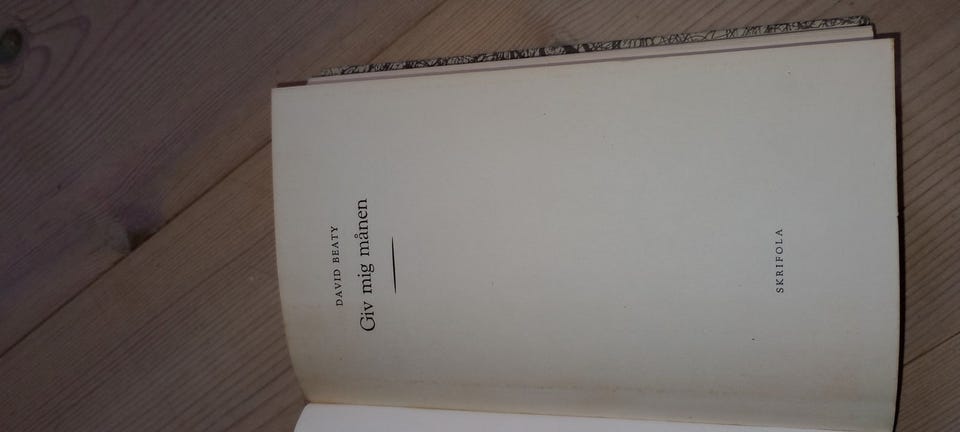 DAVID BEATY
Giv mig månen
SKRIFOLA